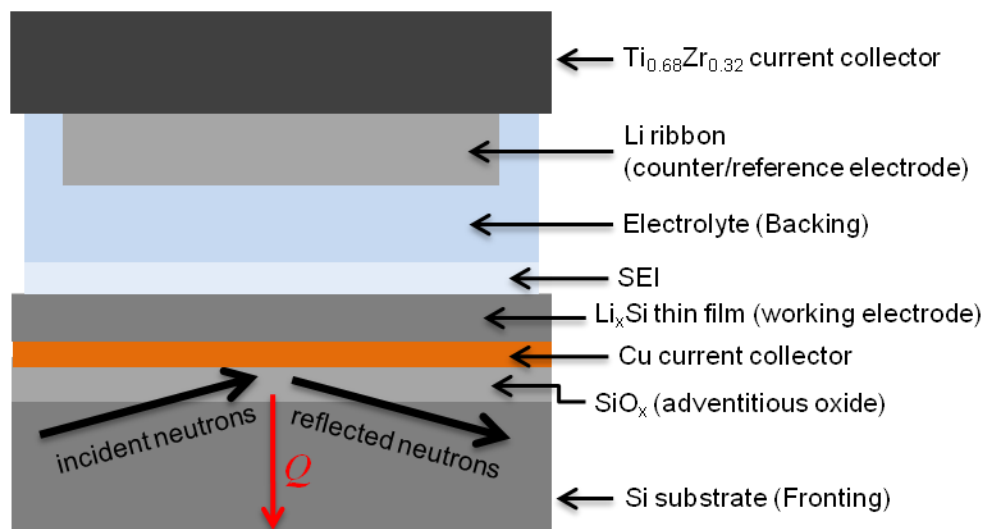 Ti0.68Zr0.32 current collector
Li ribbon
(counter/reference electrode)
Electrolyte (Backing)
SEI
LixSi thin film (working electrode)
Cu current collector
SiOx (adventitious oxide)
incident neutrons
reflected neutrons
Q
Si substrate (Fronting)